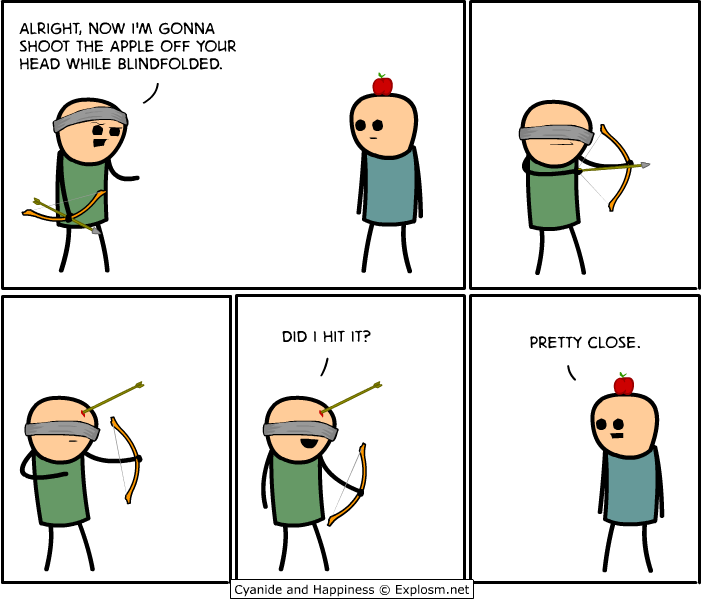 ALRIGHT, NOW I'M GONNA
SHOOT THE APPLE OFF YOUR
HEAD WHILE BLINDFOLDED.
DID I HIT IT?
PRETTY CLOSE.
Cyanide and Happiness © Explosm.net